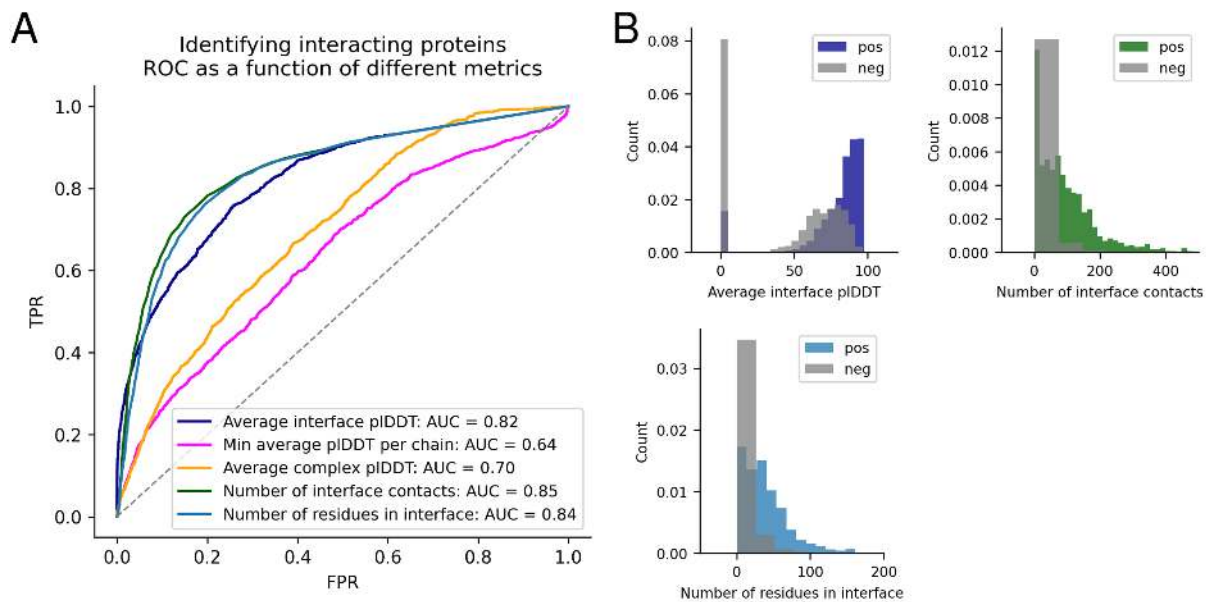 A
Identifying interacting proteins
ROC as a function of different metrics
1.0
0.8
0.6
0.4
0.2
0.0
TPR
0.0 0.2 0.4 0.6 0.8 1.0
FPR
Average interface plDDT: AUC = 0.82
Min average plDDT per chain: AUC = 0.64
Average complex plDDT: AUC = 0.70
Number of interface contacts: AUC = 0.85
Number of residues in interface: AUC = 0.84
B
0.08
0.06
0.04
0.02
0.00
Count
pos
neg
0 50 100
Average interface plDDT
0.012
0.010
0.008
0.006
0.004
0.002
0.000
Count
pos
neg
0 200 400
Number of interface contacts
0.03
0.02
0.01
0.00
Count
pos
neg
0 100 200
Number of residues in interface